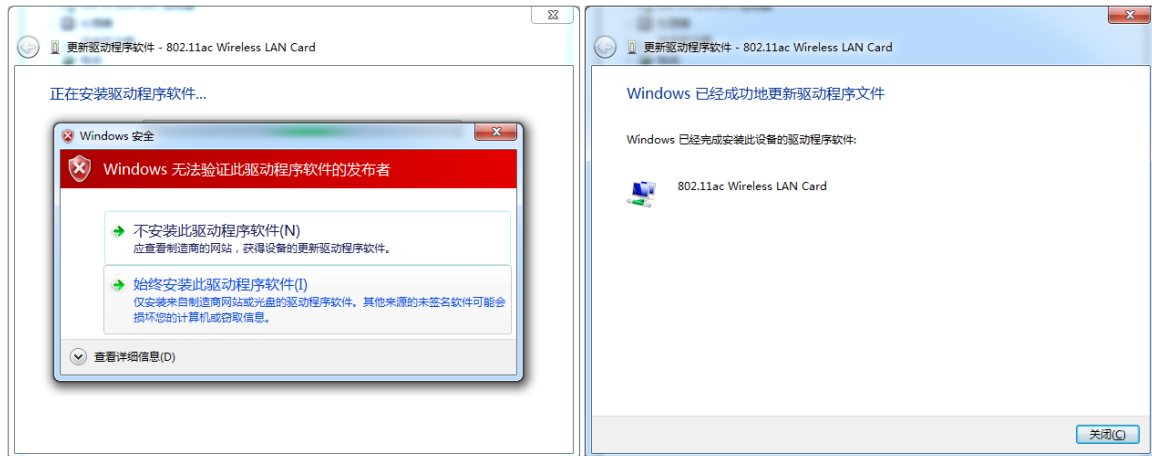 更新驱动程序软件 - 802.11ac Wireless LAN Card
正在安装驱动程序软件...
Windows 安全
Windows 无法验证此驱动程序软件的发布者
不安装此驱动程序软件(N)
应查看制造商的网站，获得设备的更新驱动程序软件。
始终安装此驱动程序软件(I)
仅安装来自制造商网站或光盘的驱动程序软件。其他来源的未签名软件可能会
损坏您的计算机或窃取信息。
查看详细信息(D)
更新驱动程序软件 - 802.11ac Wireless LAN Card
Windows 已经成功地更新驱动程序文件
Windows 已经完成安装此设备的驱动程序软件:
802.11ac Wireless LAN Card
关闭(C)